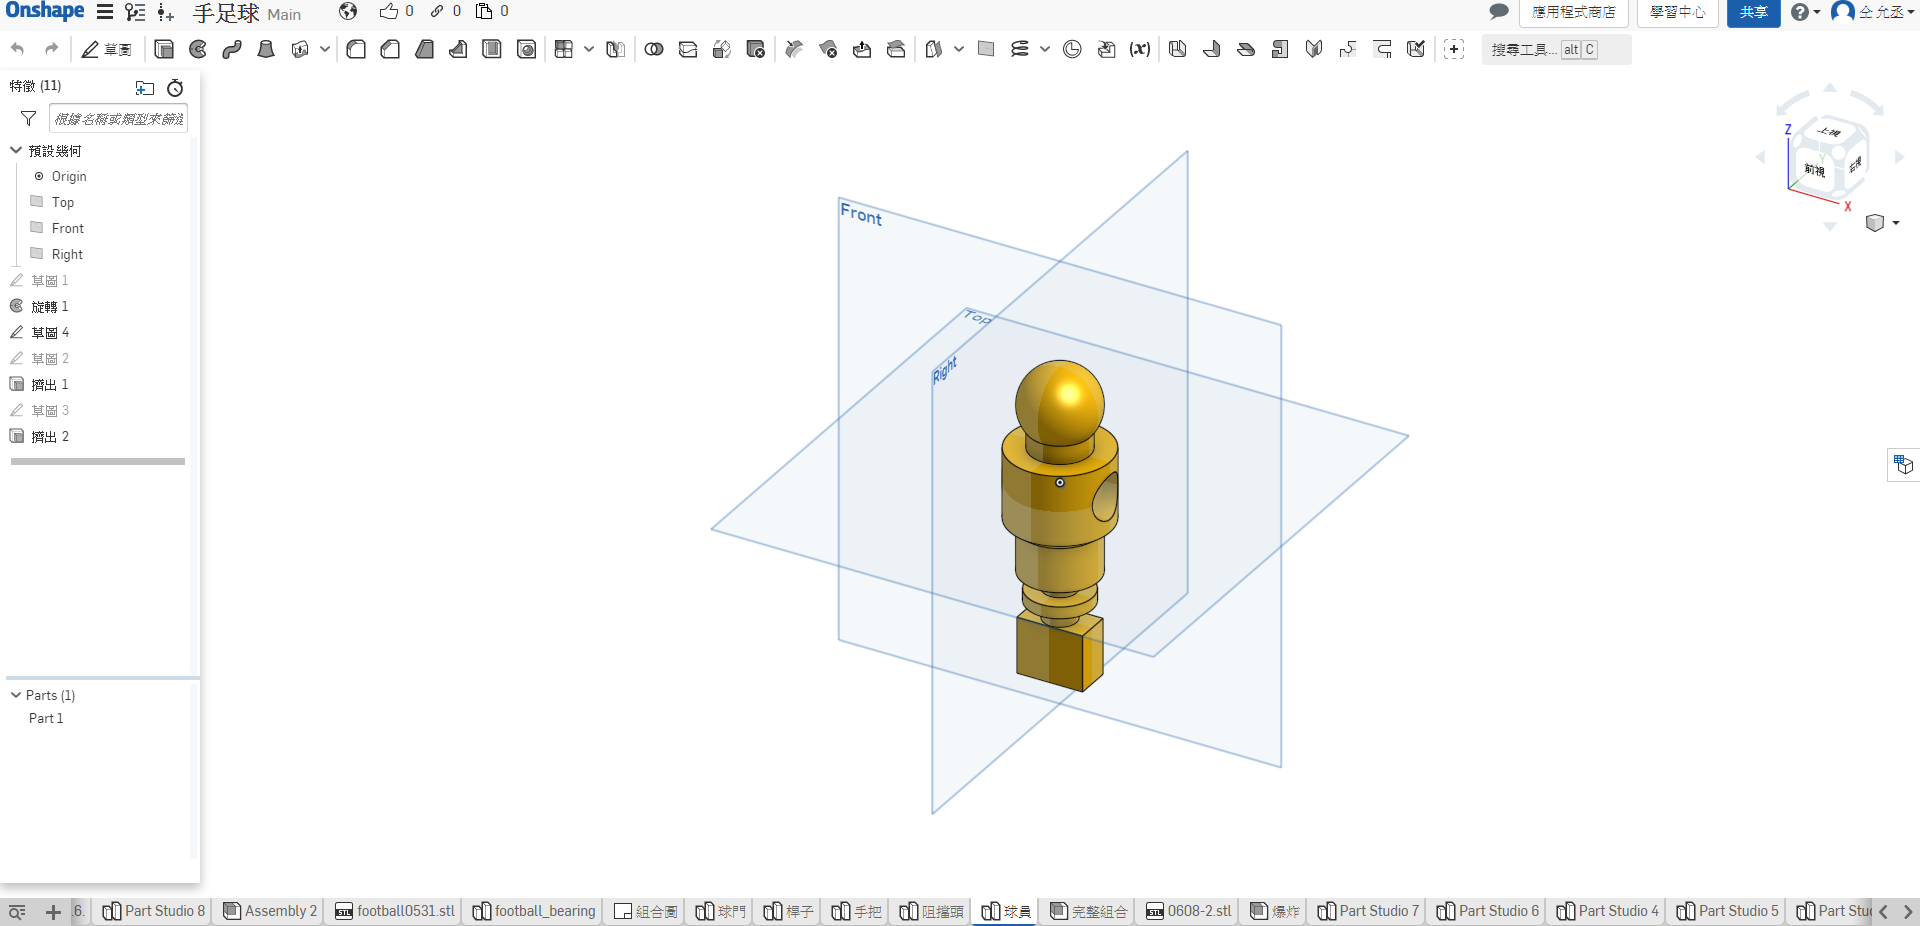 Onshape 手足球 Main 0 0 0 應用程式商店 學習中心 共享 仝 允丞
草圖 搜尋工具... alt C
特徵 (11)
根據名稱或類型來篩選
預設幾何
Origin
Top
Front
Right
草圖 1
旋轉 1
草圖 4
草圖 2
擠出 1
草圖 3
擠出 2
Parts (1)
Part 1
Front
Top
Right
上視
Z
Y
前視
右視
X
.6. Part Studio 8 Assembly 2 STL football0531.stl football_bearing 組合圖 球門 桿子 手把 阻擋頭 球員 完整組合 STL 0608-2.stl 爆炸 Part Studio 7 Part Studio 6 Part Studio 4 Part Studio 5 Part Stu